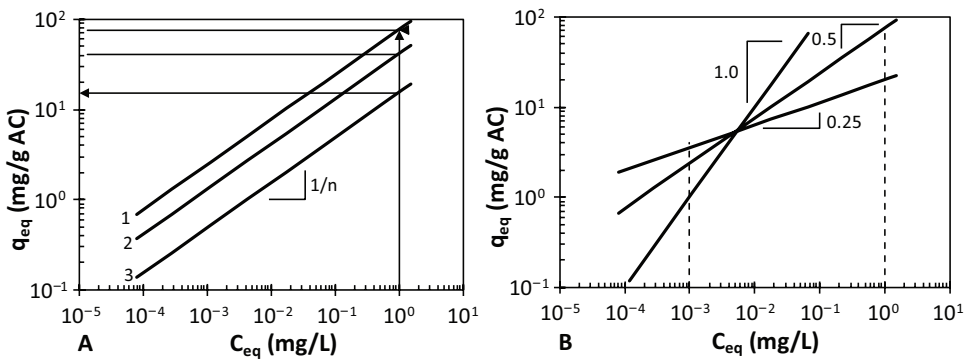 10²
10¹
10⁰
10⁻¹
q_eq (mg/g AC)
1
2
3
1/n
10⁻⁵ 10⁻⁴ 10⁻³ 10⁻² 10⁻¹ 10⁰ 10¹
A
C_eq (mg/L)
10²
10¹
10⁰
10⁻¹
q_eq (mg/g AC)
1.0
0.5
0.25
10⁻⁵ 10⁻⁴ 10⁻³ 10⁻² 10⁻¹ 10⁰ 10¹
B
C_eq (mg/L)